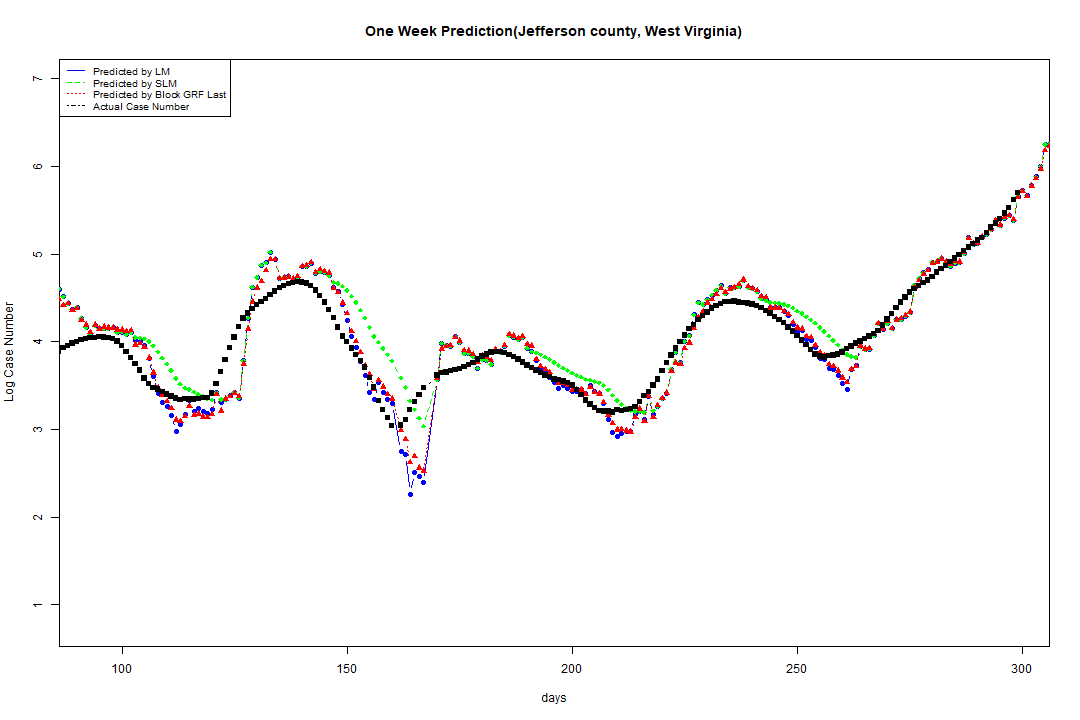 One Week Prediction(Jefferson county, West Virginia)
Predicted by LM
Predicted by SLM
Predicted by Block GRF Last
Actual Case Number
7
6
5
4
3
2
1
Log Case Number
100 150 200 250 300
days